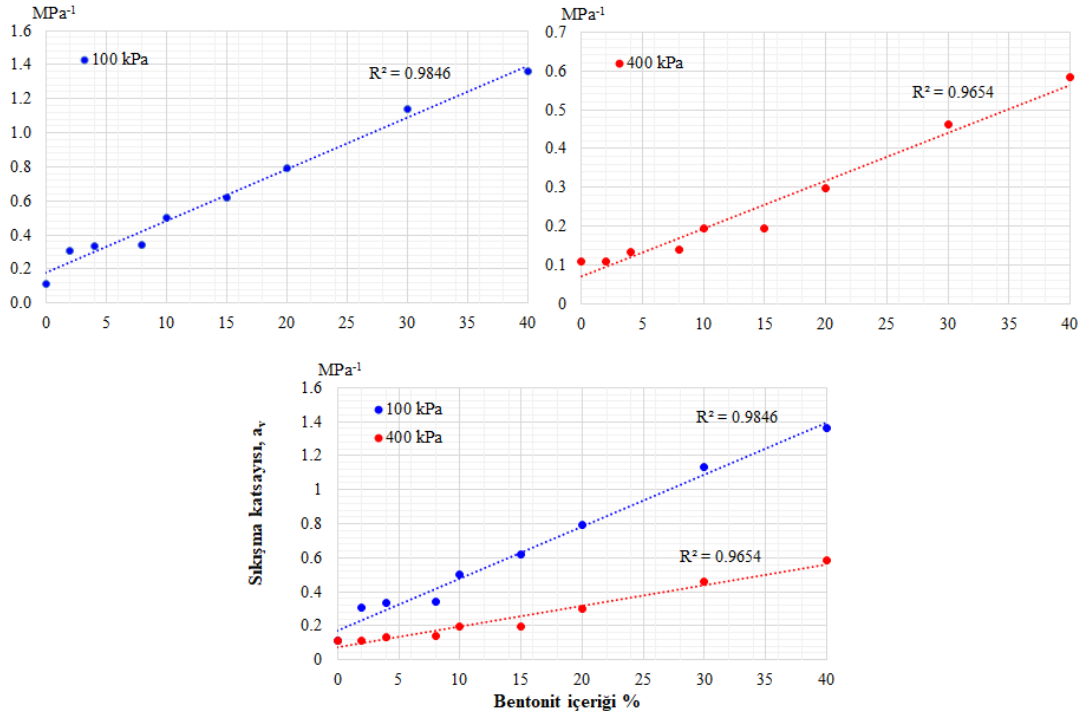 MPa⁻¹
1.6
1.4
1.2
1.0
0.8
0.6
0.4
0.2
0.0
100 kPa
R² = 0.9846
0 5 10 15 20 25 30 35 40
MPa⁻¹
0.7
0.6
0.5
0.4
0.3
0.2
0.1
0
400 kPa
R² = 0.9654
0 5 10 15 20 25 30 35 40
MPa⁻¹
Sıkışma katsayısı, aᵥ
1.6
1.4
1.2
1
0.8
0.6
0.4
0.2
0
100 kPa
400 kPa
R² = 0.9846
R² = 0.9654
0 5 10 15 20 25 30 35 40
Bentonit içeriği %